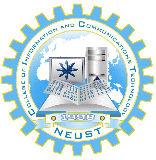 COLLEGE OF INFORMATION AND COMMUNICATIONS TECHNOLOGY
1998
NEUST